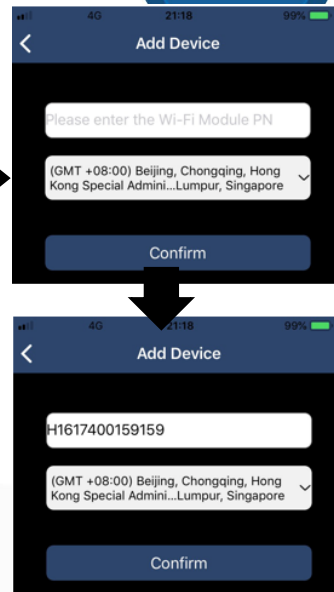 4G 21:18 99%
Add Device
Please enter the Wi-Fi Module PN
(GMT +08:00) Beijing, Chongqing, Hong
Kong Special Admini...Lumpur, Singapore
Confirm
4G 21:18 99%
Add Device
H1617400159159
(GMT +08:00) Beijing, Chongqing, Hong
Kong Special Admini...Lumpur, Singapore
Confirm